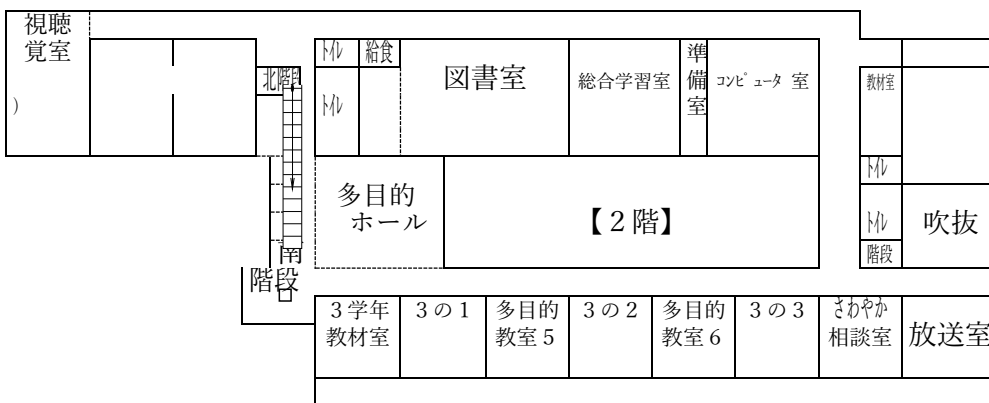 視聴
覚室
）
北階段
トイレ
給食
トイレ
図書室
総合学習室
準
備
室
コンピュータ 室
教材室
多目的
ホール
【２階】
トイレ
トイレ
階段
吹抜
南
階段
３学年
教材室
３の１
多目的
教室５
３の２
多目的
教室６
３の３
さわやか
相談室
放送室